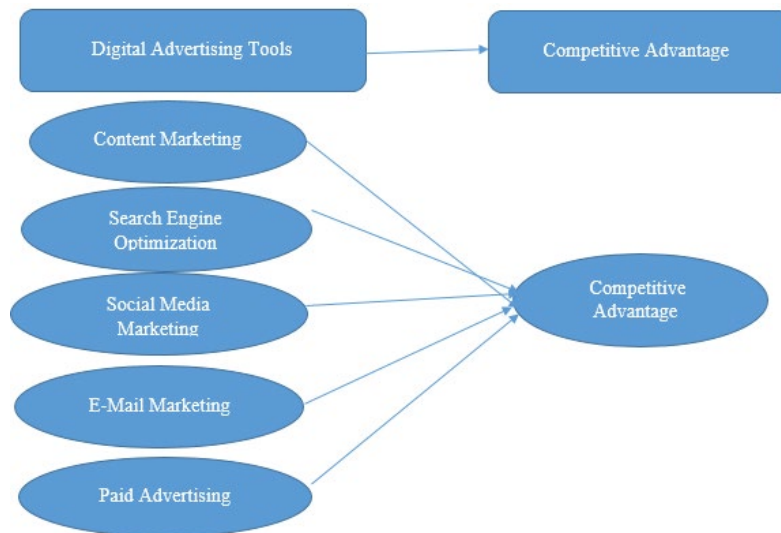 Digital Advertising Tools
Competitive Advantage
Content Marketing
Search Engine
Optimization
Social Media
Marketing
E-Mail Marketing
Paid Advertising
Competitive
Advantage